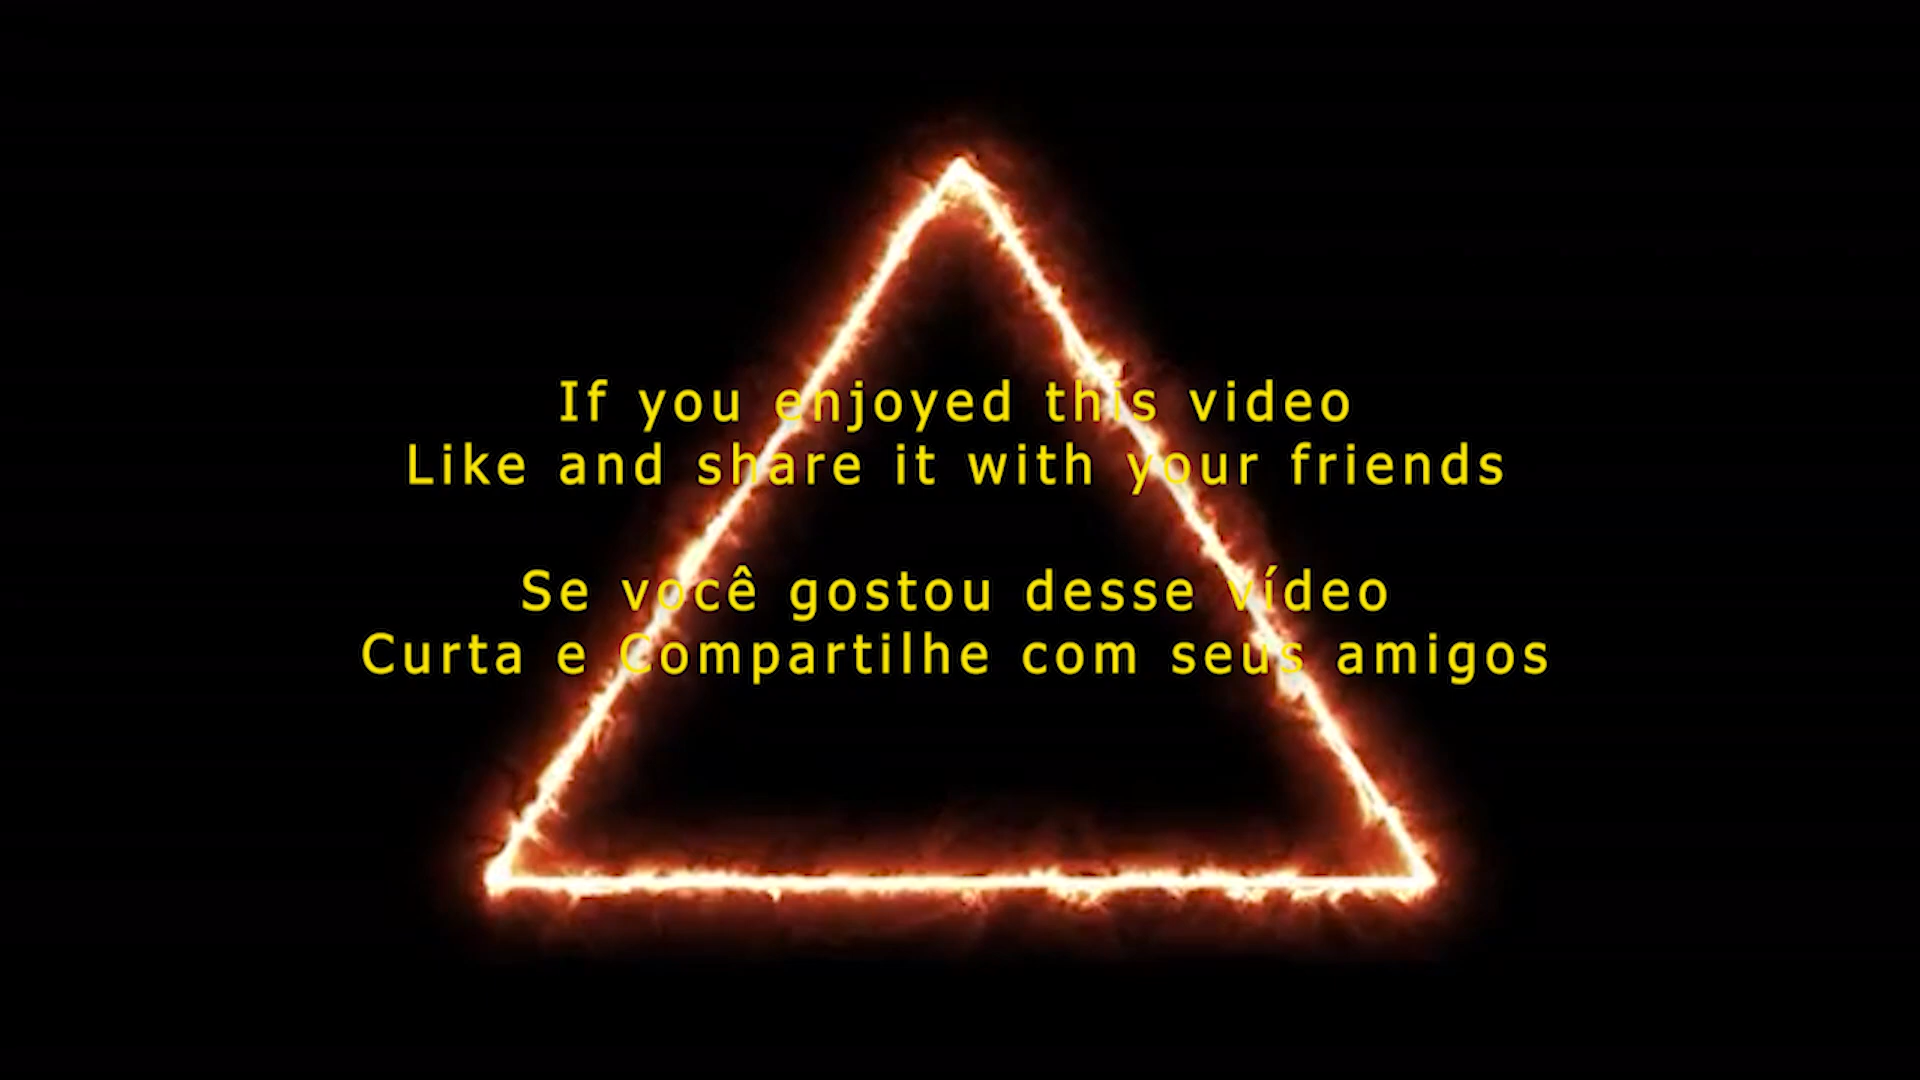 If you enjoyed this video
Like and share it with your friends
Se você gostou desse vídeo
Curta e Compartilhe com seus amigos